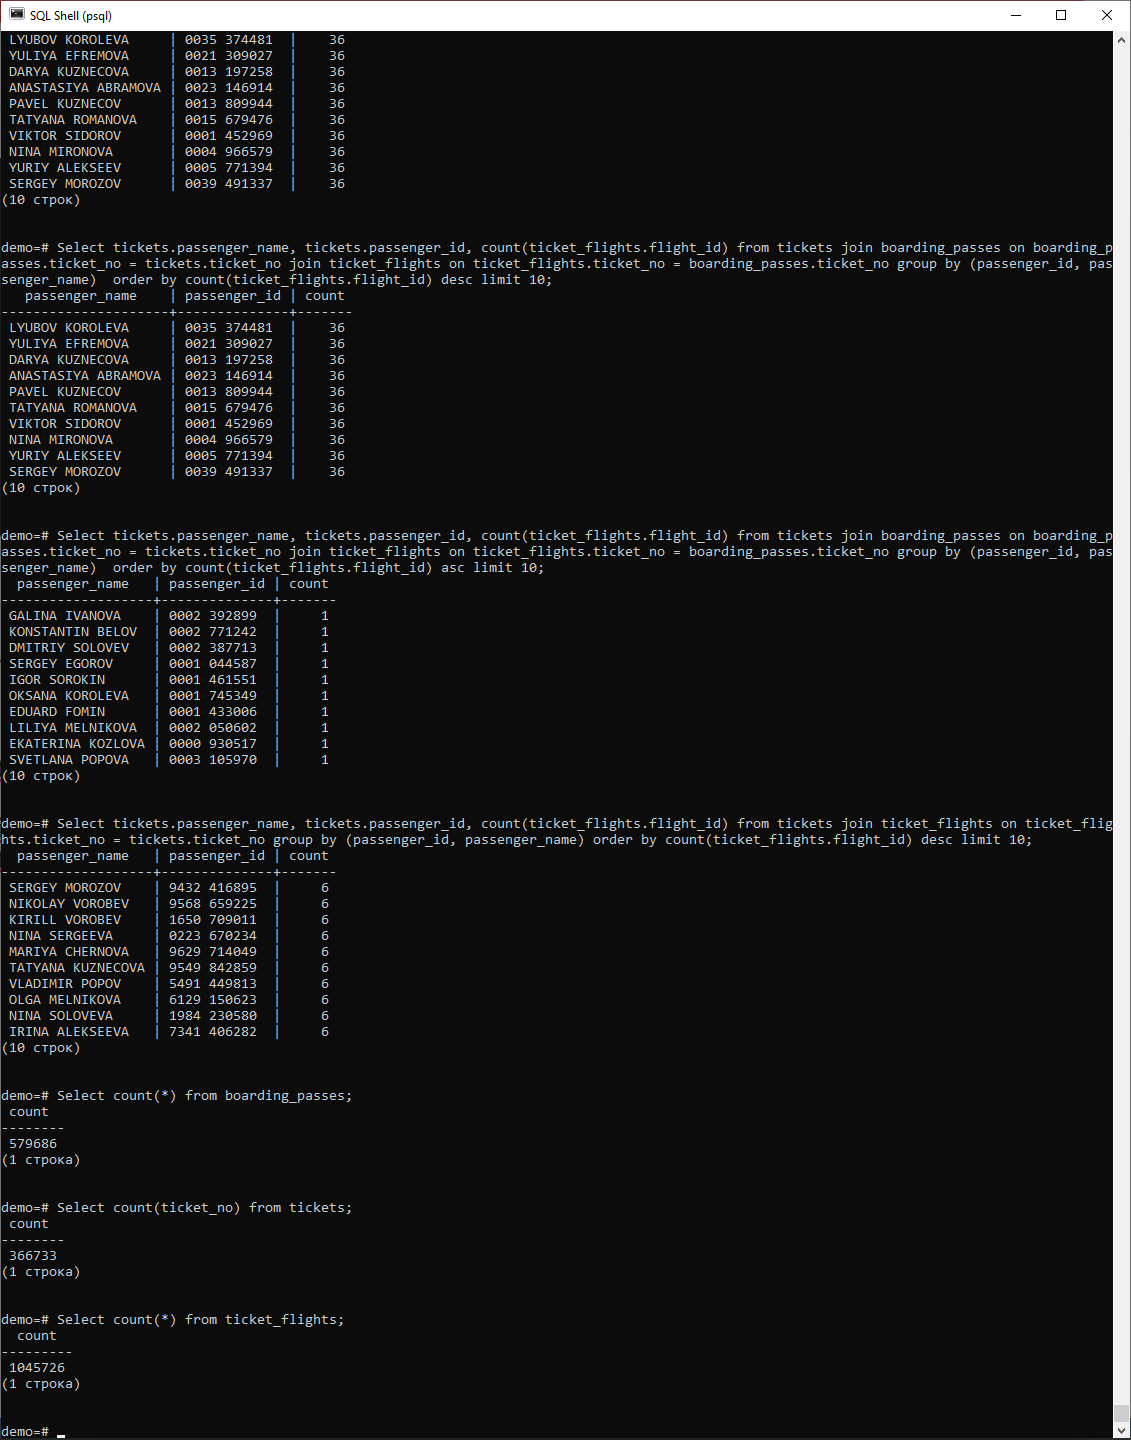 SQL Shell (psql)
LYUBOV KOROLEVA     | 0035 374481  |    36
YULIYA EFREMOVA     | 0021 309027  |    36
DARYA KUZNECOVA     | 0013 197258  |    36
ANASTASIYA ABRAMOVA | 0023 146914  |    36
PAVEL KUZNECOV      | 0013 809944  |    36
TATYANA ROMANOVA    | 0015 679476  |    36
VIKTOR SIDOROV      | 0001 452969  |    36
NINA MIRONOVA       | 0004 966579  |    36
YURIY ALEKSEEV      | 0005 771394  |    36
SERGEY MOROZOV      | 0039 491337  |    36
(10 строк)
demo=# Select tickets.passenger_name, tickets.passenger_id, count(ticket_flights.flight_id) from tickets join boarding_passes on boarding_p
asses.ticket_no = tickets.ticket_no join ticket_flights on ticket_flights.ticket_no = boarding_passes.ticket_no group by (passenger_id, pas
senger_name)  order by count(ticket_flights.flight_id) desc limit 10;
   passenger_name    | passenger_id | count
---------------------+--------------+-------
 LYUBOV KOROLEVA     | 0035 374481  |    36
 YULIYA EFREMOVA     | 0021 309027  |    36
 DARYA KUZNECOVA     | 0013 197258  |    36
 ANASTASIYA ABRAMOVA | 0023 146914  |    36
 PAVEL KUZNECOV      | 0013 809944  |    36
 TATYANA ROMANOVA    | 0015 679476  |    36
 VIKTOR SIDOROV      | 0001 452969  |    36
 NINA MIRONOVA       | 0004 966579  |    36
 YURIY ALEKSEEV      | 0005 771394  |    36
 SERGEY MOROZOV      | 0039 491337  |    36
(10 строк)
demo=# Select tickets.passenger_name, tickets.passenger_id, count(ticket_flights.flight_id) from tickets join boarding_passes on boarding_p
asses.ticket_no = tickets.ticket_no join ticket_flights on ticket_flights.ticket_no = boarding_passes.ticket_no group by (passenger_id, pas
senger_name)  order by count(ticket_flights.flight_id) asc limit 10;
  passenger_name   | passenger_id | count
-------------------+--------------+-------
 GALINA IVANOVA    | 0002 392899  |     1
 KONSTANTIN BELOV  | 0002 771242  |     1
 DMITRIY SOLOVEV   | 0002 387713  |     1
 SERGEY EGOROV     | 0001 044587  |     1
 IGOR SOROKIN      | 0001 461551  |     1
 OKSANA KOROLEVA   | 0001 745349  |     1
 EDUARD FOMIN      | 0001 433006  |     1
 LILIYA MELNIKOVA  | 0002 050602  |     1
 EKATERINA KOZLOVA | 0000 930517  |     1
 SVETLANA POPOVA   | 0003 105970  |     1
(10 строк)
demo=# Select tickets.passenger_name, tickets.passenger_id, count(ticket_flights.flight_id) from tickets join ticket_flights on ticket_flig
hts.ticket_no = tickets.ticket_no group by (passenger_id, passenger_name) order by count(ticket_flights.flight_id) desc limit 10;
  passenger_name   | passenger_id | count
-------------------+--------------+-------
 SERGEY MOROZOV    | 9432 416895  |     6
 NIKOLAY VOROBEV   | 9568 659225  |     6
 KIRILL VOROBEV    | 1650 709011  |     6
 NINA SERGEEVA     | 0223 670234  |     6
 MARIYA CHERNOVA   | 9629 714049  |     6
 TATYANA KUZNECOVA | 9549 842859  |     6
 VLADIMIR POPOV    | 5491 449813  |     6
 OLGA MELNIKOVA    | 6129 150623  |     6
 NINA SOLOVEVA     | 1984 230580  |     6
 IRINA ALEKSEEVA   | 7341 406282  |     6
(10 строк)
demo=# Select count(*) from boarding_passes;
 count
--------
 579686
(1 строка)
demo=# Select count(ticket_no) from tickets;
 count
--------
 366733
(1 строка)
demo=# Select count(*) from ticket_flights;
  count
---------
 1045726
(1 строка)
demo=# _